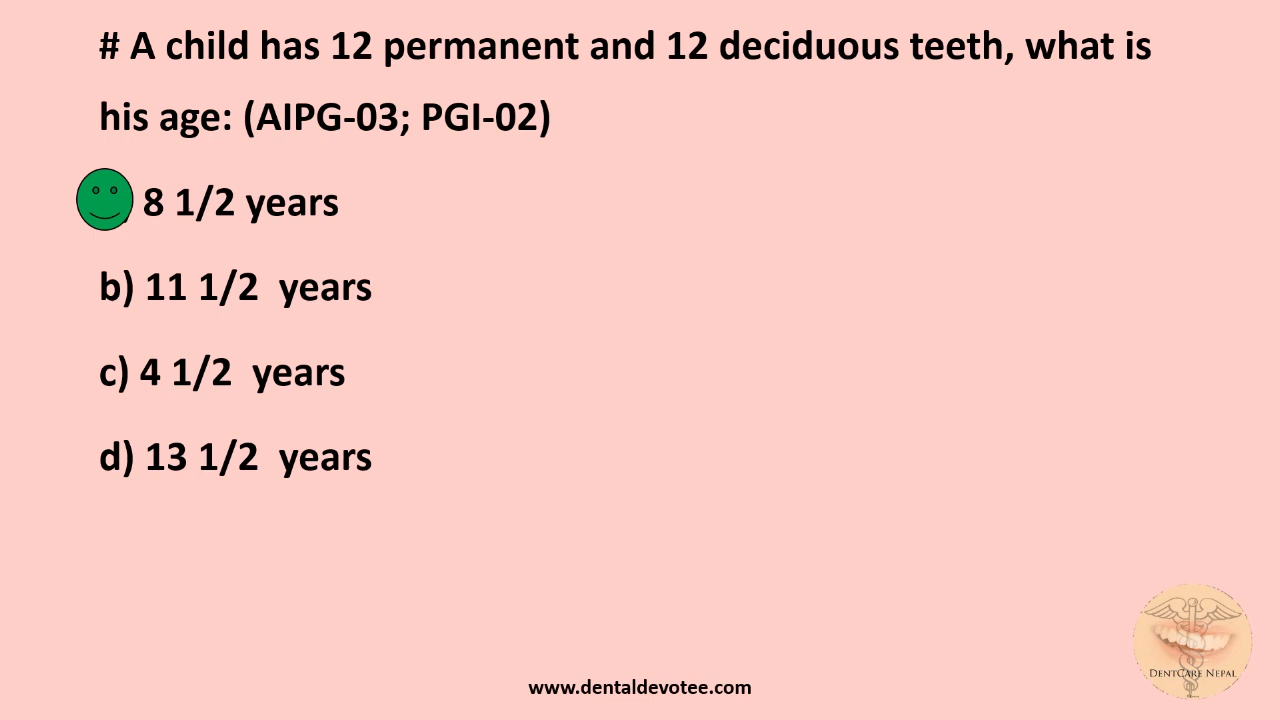 # A child has 12 permanent and 12 deciduous teeth, what is
his age: (AIPG-03; PGI-02)
8 1/2 years
b) 11 1/2 years
c) 4 1/2 years
d) 13 1/2 years
DENTCARE NEPAL
www.dentaldevotee.com